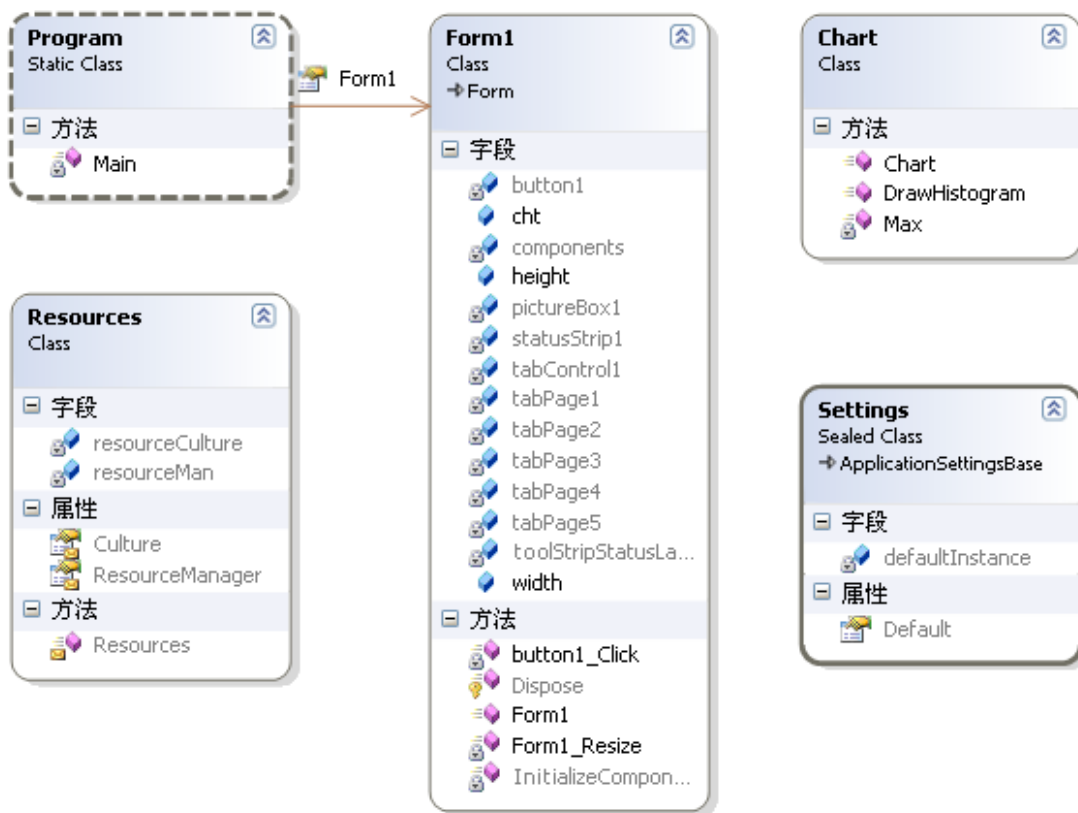 Program
Static Class
方法
Main
Form1
Form1
Class
Form
字段
button1
cht
components
height
pictureBox1
statusStrip1
tabControl1
tabPage1
tabPage2
tabPage3
tabPage4
tabPage5
toolStripStatusLa...
width
方法
button1_Click
Dispose
Form1
Form1_Resize
InitializeCompon...
Chart
Class
方法
Chart
DrawHistogram
Max
Resources
Class
字段
resourceCulture
resourceMan
属性
Culture
ResourceManager
方法
Resources
Settings
Sealed Class
ApplicationSettingsBase
字段
defaultInstance
属性
Default